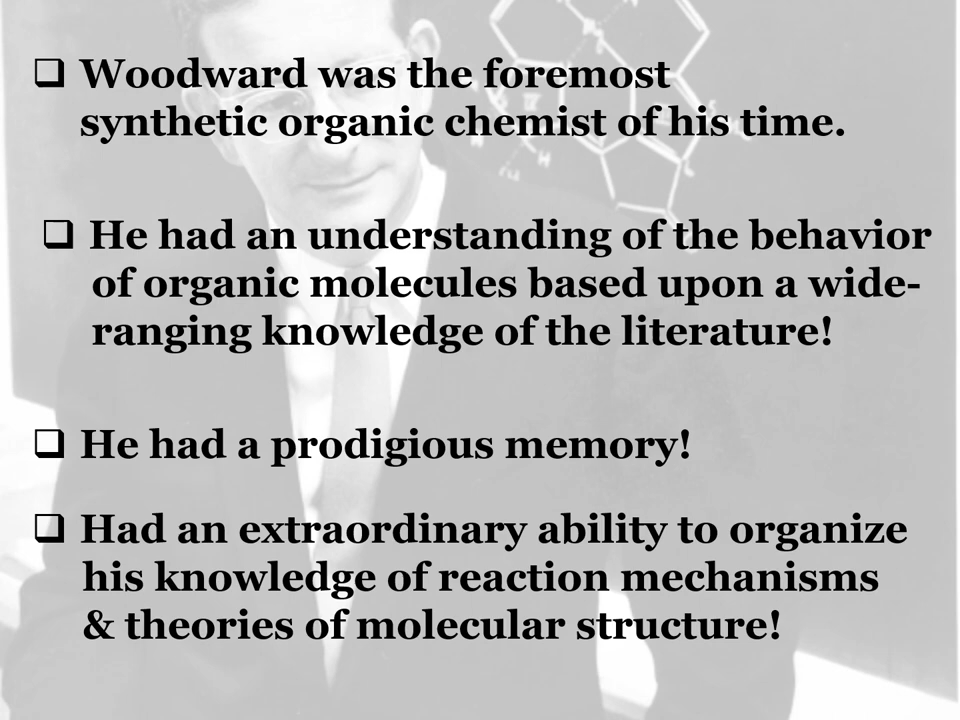 ❑ Woodward was the foremost
synthetic organic chemist of his time.
❑ He had an understanding of the behavior
of organic molecules based upon a wide-
ranging knowledge of the literature!
❑ He had a prodigious memory!
❑ Had an extraordinary ability to organize
his knowledge of reaction mechanisms
& theories of molecular structure!